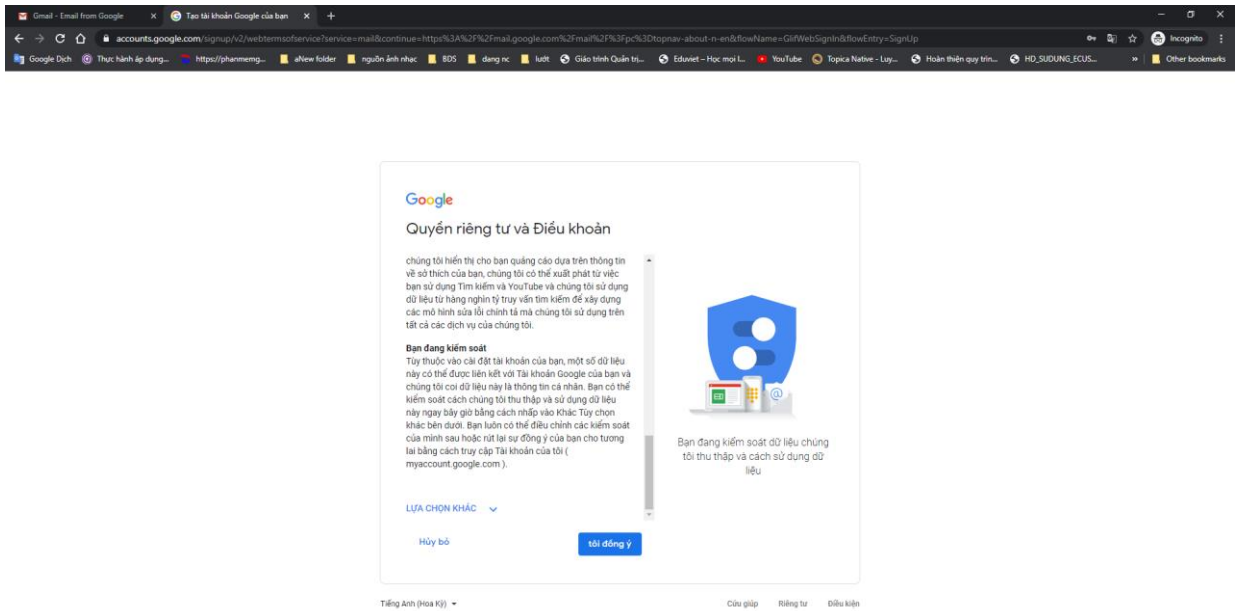 Gmail - Email from Google
Tạo tài khoản Google của bạn
accounts.google.com/signup/v2/webtermsofservice?service=mail&continue=https%3A%2F%2Fmail.google.com%2Fmail%2F%3Fpc%3Dtopnav-about-n-en&flowName=GlifWebSignIn&flowEntry=SignUp
Incognito
Google Dịch Thực hành áp dụng... https://phanmemg... aNew folder nguồn ảnh nhạc BDS dang nc lướt Giáo trình Quản trị... Eduviet – Học mọi l... YouTube Topica Native - Luy... Hoàn thiện quy trìn... HD_SUDUNG_ECUS... » Other bookmarks
Google
Quyền riêng tư và Điều khoản
chúng tôi hiển thị cho bạn quảng cáo dựa trên thông tin
về sở thích của bạn, chúng tôi có thể xuất phát từ việc
bạn sử dụng Tìm kiếm và YouTube và chúng tôi sử dụng
dữ liệu từ hàng nghìn tỷ truy vấn tìm kiếm để xây dựng
các mô hình sửa lỗi chính tả mà chúng tôi sử dụng trên
tất cả các dịch vụ của chúng tôi.
Bạn đang kiểm soát
Tùy thuộc vào cài đặt tài khoản của bạn, một số dữ liệu
này có thể được liên kết với Tài khoản Google của bạn và
chúng tôi coi dữ liệu này là thông tin cá nhân. Bạn có thể
kiểm soát cách chúng tôi thu thập và sử dụng dữ liệu
này ngay bây giờ bằng cách nhấp vào Khác Tùy chọn
khác bên dưới. Bạn luôn có thể điều chỉnh các kiểm soát
của mình sau hoặc rút lại sự đồng ý của bạn cho tương
lai bằng cách truy cập Tài khoản của tôi (
myaccount.google.com ).
LỰA CHỌN KHÁC
Hủy bỏ
tôi đồng ý
Bạn đang kiểm soát dữ liệu chúng
tôi thu thập và cách sử dụng dữ
liệu
Tiếng Anh (Hoa Kỳ)
Cứu giúp Riêng tư Điều kiện